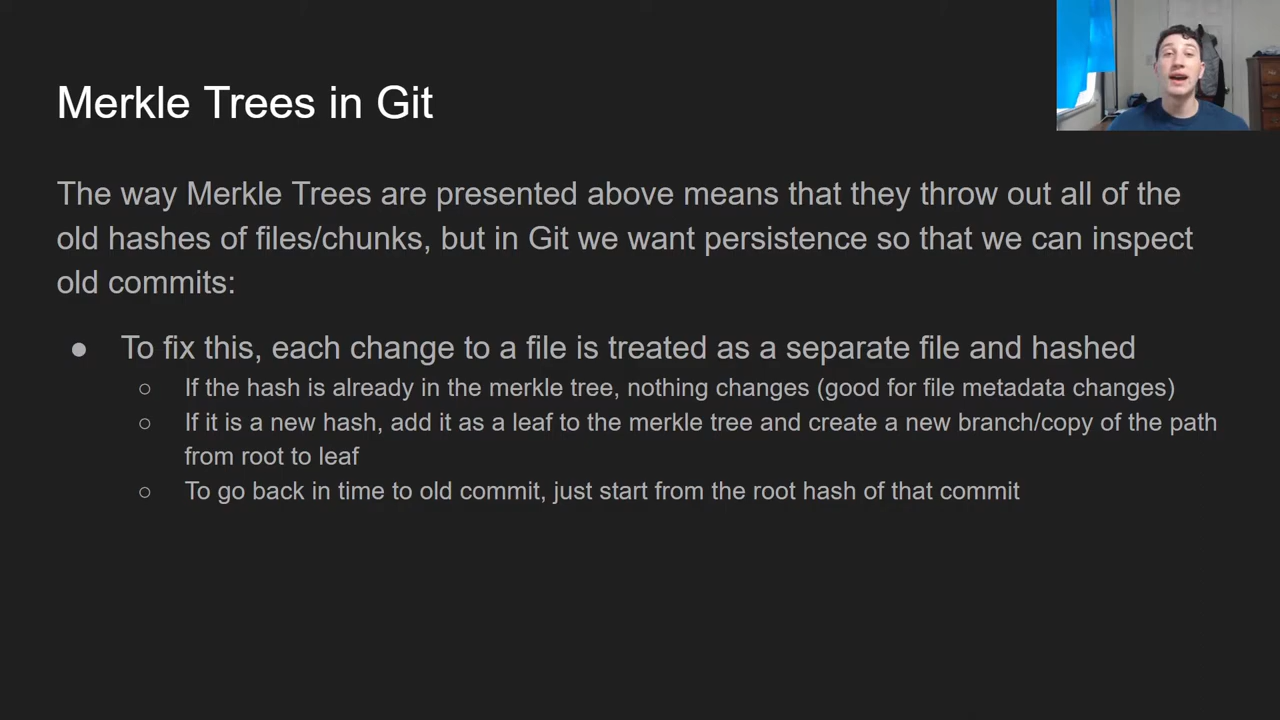 Merkle Trees in Git
The way Merkle Trees are presented above means that they throw out all of the
old hashes of files/chunks, but in Git we want persistence so that we can inspect
old commits:
● To fix this, each change to a file is treated as a separate file and hashed
○ If the hash is already in the merkle tree, nothing changes (good for file metadata changes)
○ If it is a new hash, add it as a leaf to the merkle tree and create a new branch/copy of the path
from root to leaf
○ To go back in time to old commit, just start from the root hash of that commit